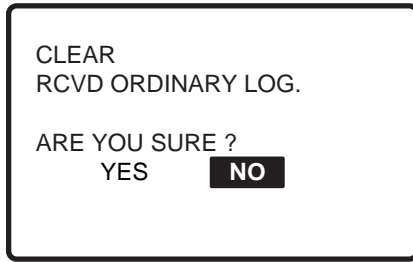 CLEAR
RCVD ORDINARY LOG.
ARE YOU SURE ?
YES NO